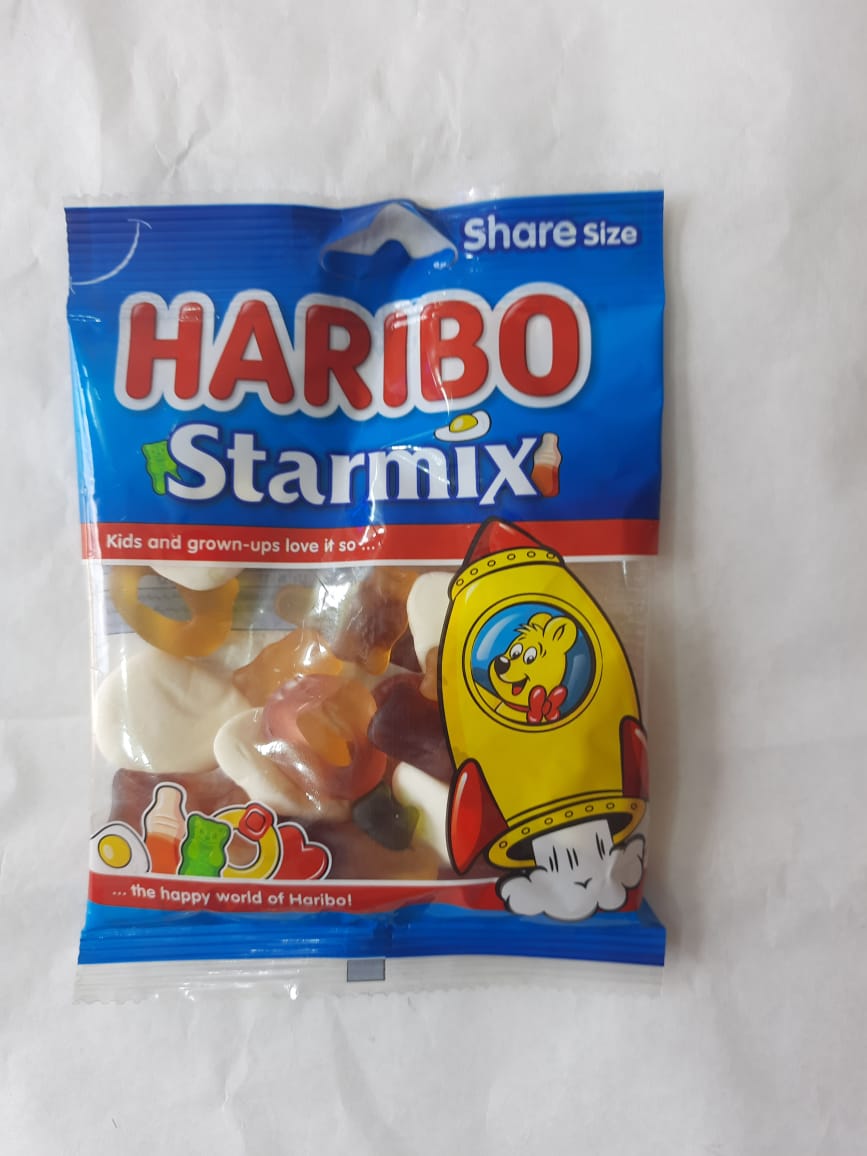 Share Size
HARIBO
Starmix
Kids and grown-ups love it so ...
... the happy world of Haribo!